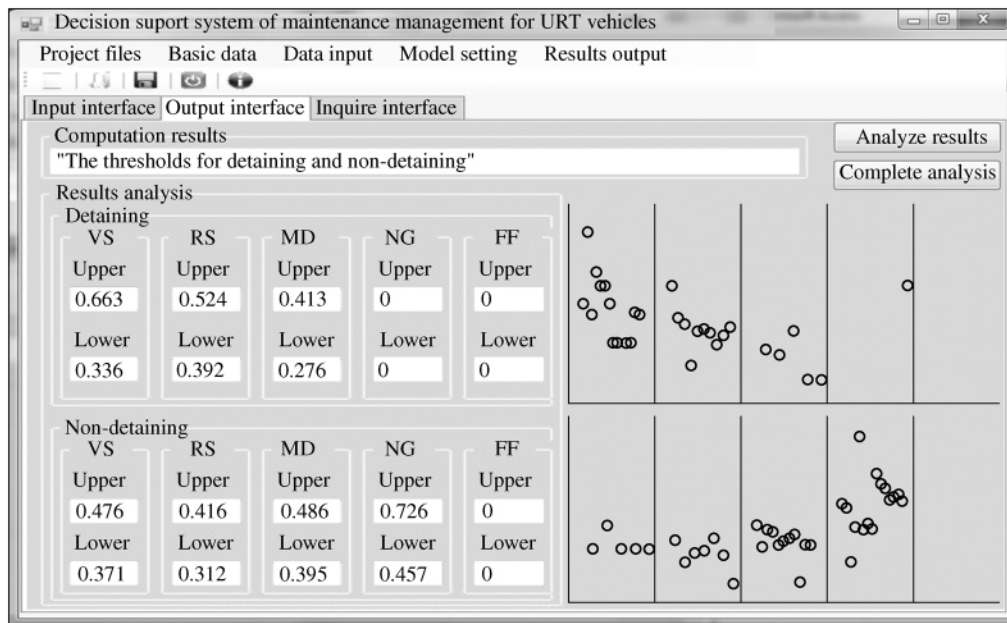 Decision suport system of maintenance management for URT vehicles
Project files Basic data Data input Model setting Results output
Input interface Output interface Inquire interface
Computation results
"The thresholds for detaining and non-detaining"
Analyze results
Complete analysis
Results analysis
Detaining
VS RS MD NG FF
Upper Upper Upper Upper Upper
0.663 0.524 0.413 0 0
Lower Lower Lower Lower Lower
0.336 0.392 0.276 0 0
Non-detaining
VS RS MD NG FF
Upper Upper Upper Upper Upper
0.476 0.416 0.486 0.726 0
Lower Lower Lower Lower Lower
0.371 0.312 0.395 0.457 0